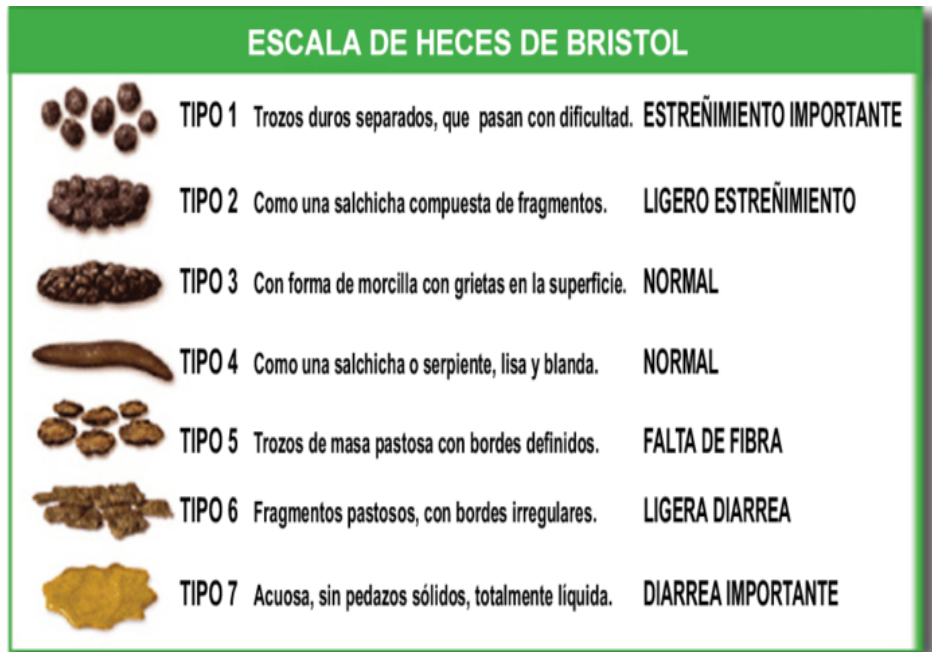 ESCALA DE HECES DE BRISTOL
TIPO 1 Trozos duros separados, que pasan con dificultad. ESTREÑIMIENTO IMPORTANTE
TIPO 2 Como una salchicha compuesta de fragmentos. LIGERO ESTREÑIMIENTO
TIPO 3 Con forma de morcilla con grietas en la superficie. NORMAL
TIPO 4 Como una salchicha o serpiente, lisa y blanda. NORMAL
TIPO 5 Trozos de masa pastosa con bordes definidos. FALTA DE FIBRA
TIPO 6 Fragmentos pastosos, con bordes irregulares. LIGERA DIARREA
TIPO 7 Acuosa, sin pedazos sólidos, totalmente líquida. DIARREA IMPORTANTE